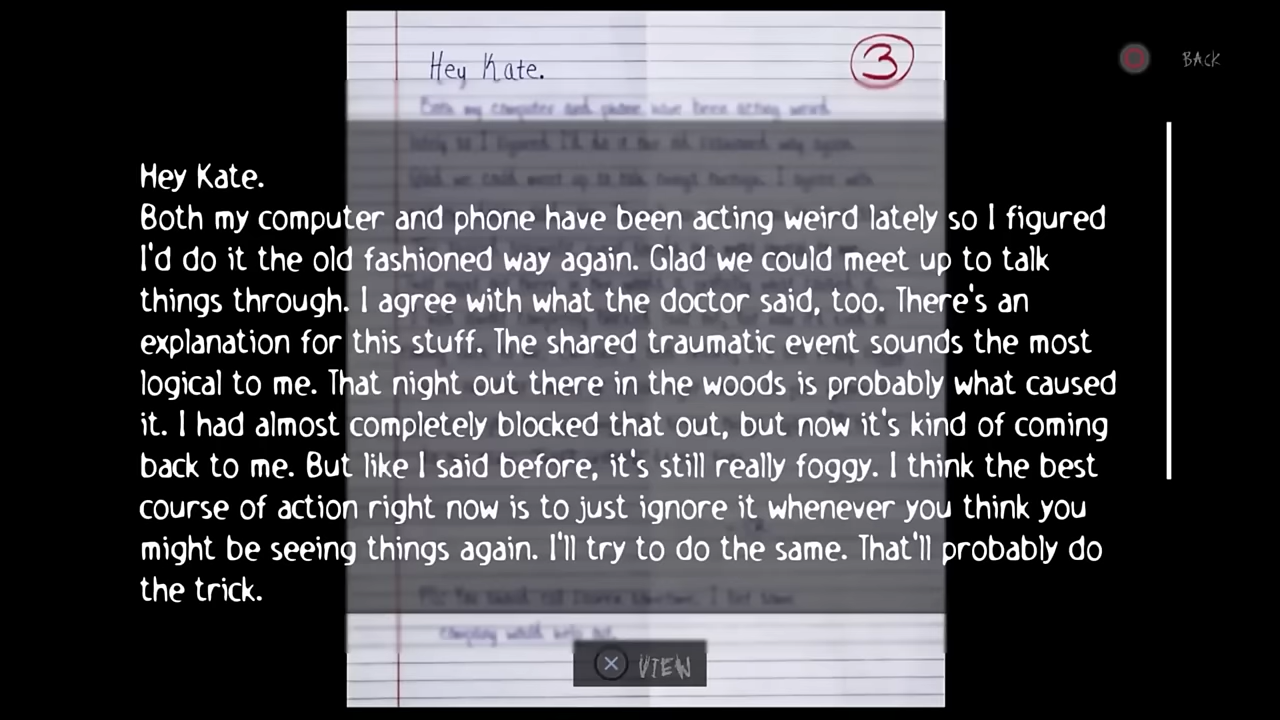 Hey Kate.
3
BACK
Hey Kate.
Both my computer and phone have been acting weird lately so I figured
I'd do it the old fashioned way again. Glad we could meet up to talk
things through. I agree with what the doctor said, too. There's an
explanation for this stuff. The shared traumatic event sounds the most
logical to me. That night out there in the woods is probably what caused
it. I had almost completely blocked that out, but now it's kind of coming
back to me. But like I said before, it's still really foggy. I think the best
course of action right now is to just ignore it whenever you think you
might be seeing things again. I'll try to do the same. That'll probably do
the trick.
VIEW